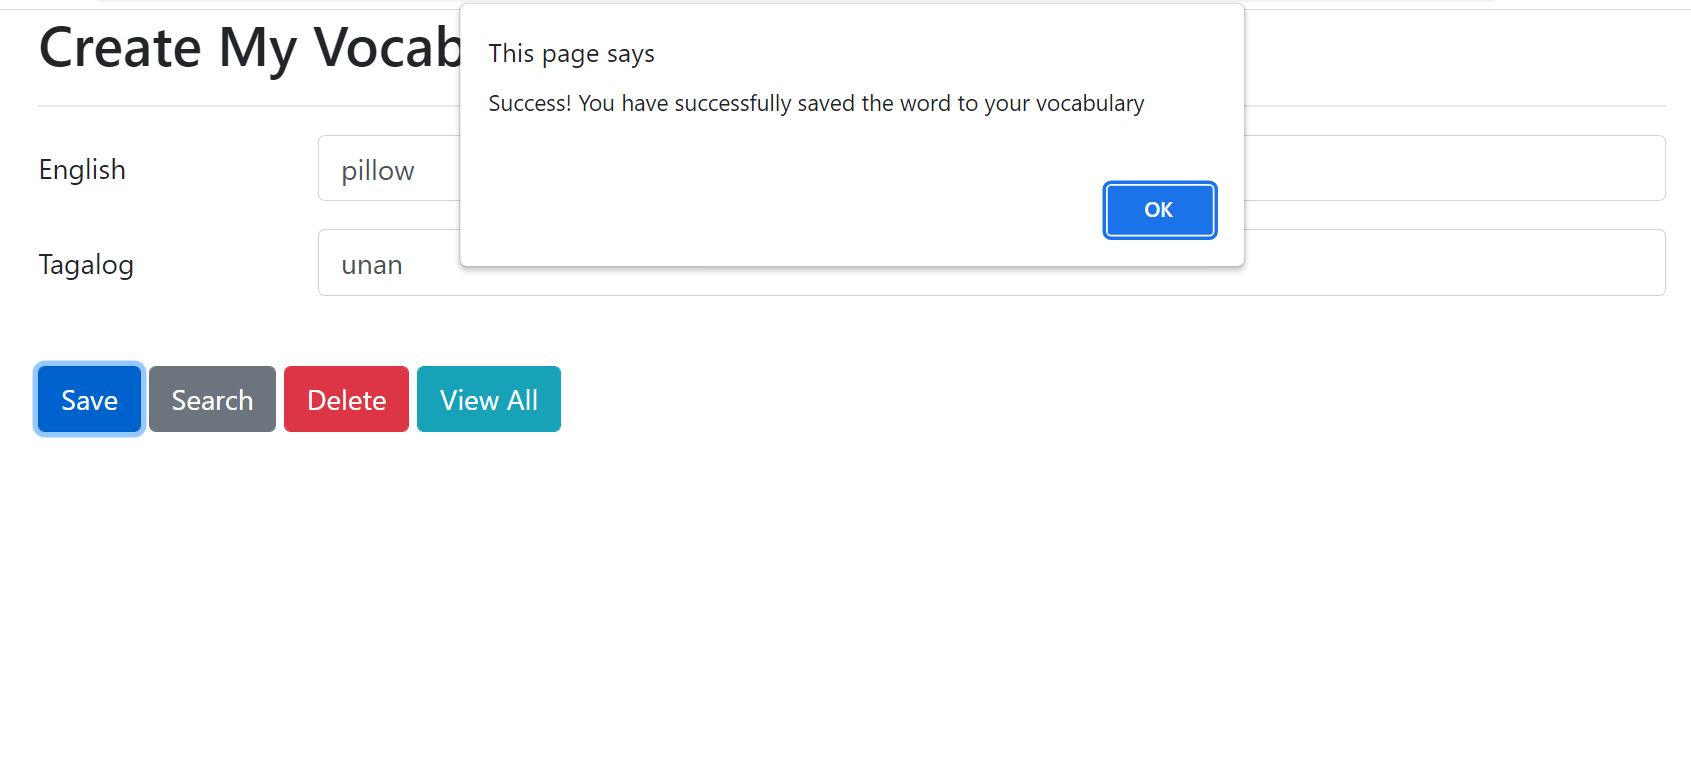 Create My Vocab
This page says
Success! You have successfully saved the word to your vocabulary
OK
English
pillow
Tagalog
unan
Save
Search
Delete
View All